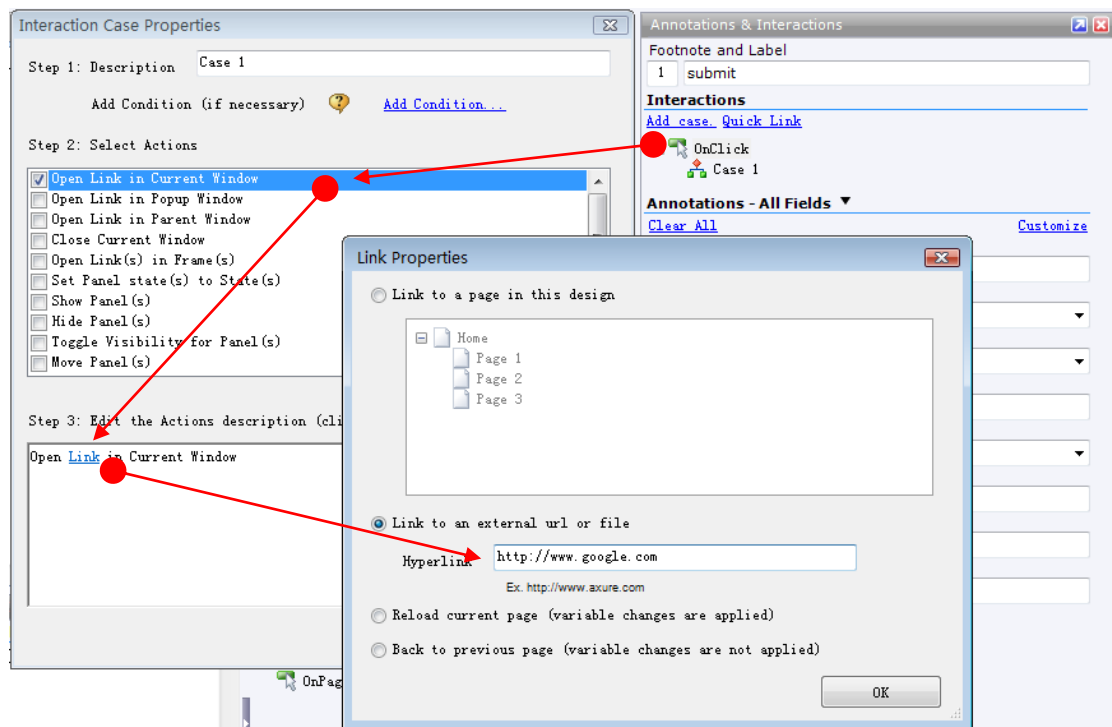 Interaction Case Properties
Step 1: Description Case 1
Add Condition (if necessary) Add Condition...
Step 2: Select Actions
Open Link in Current Window
Open Link in Popup Window
Open Link in Parent Window
Close Current Window
Open Link(s) in Frame(s)
Set Panel state(s) to State(s)
Show Panel(s)
Hide Panel(s)
Toggle Visibility for Panel(s)
Move Panel(s)
Step 3: Edit the Actions description (cli
Open Link in Current Window
Annotations & Interactions
Footnote and Label
1 submit
Interactions
Add case. Quick Link
OnClick
Case 1
Annotations - All Fields
Clear All Customize
Link Properties
Link to a page in this design
Home
Page 1
Page 2
Page 3
Link to an external url or file
Hyperlink http://www.google.com
Ex. http://www.axure.com
Reload current page (variable changes are applied)
Back to previous page (variable changes are not applied)
OK
OnPag